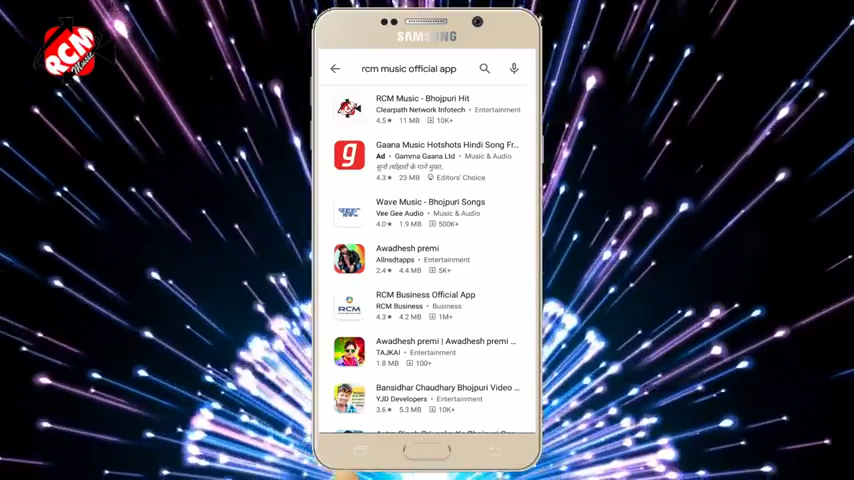 RCM
Music
SAMSUNG
rcm music official app
RCM Music - Bhojpuri Hit
Clearpath Network Infotech • Entertainment
4.5★ 11 MB 10K+
Gaana Music Hotshots Hindi Song Fr...
Ad • Gamma Gaana Ltd • Music & Audio
सुनो त्योहारों के गाने मुफ्त.
4.3★ 23 MB Editors' Choice
Wave Music - Bhojpuri Songs
Vee Gee Audio • Music & Audio
4.0★ 1.9 MB 500K+
Awadhesh premi
Allnsdtapps • Entertainment
2.4★ 4.4 MB 5K+
RCM Business Official App
RCM Business • Business
RCM
4.3★ 4.2 MB 1M+
Awadhesh premi | Awadhesh premi ...
TAJKAI • Entertainment
1.8 MB 100+
Bansidhar Chaudhary Bhojpuri Video ...
YJD Developers • Entertainment
3.6★ 5.3 MB 10K+